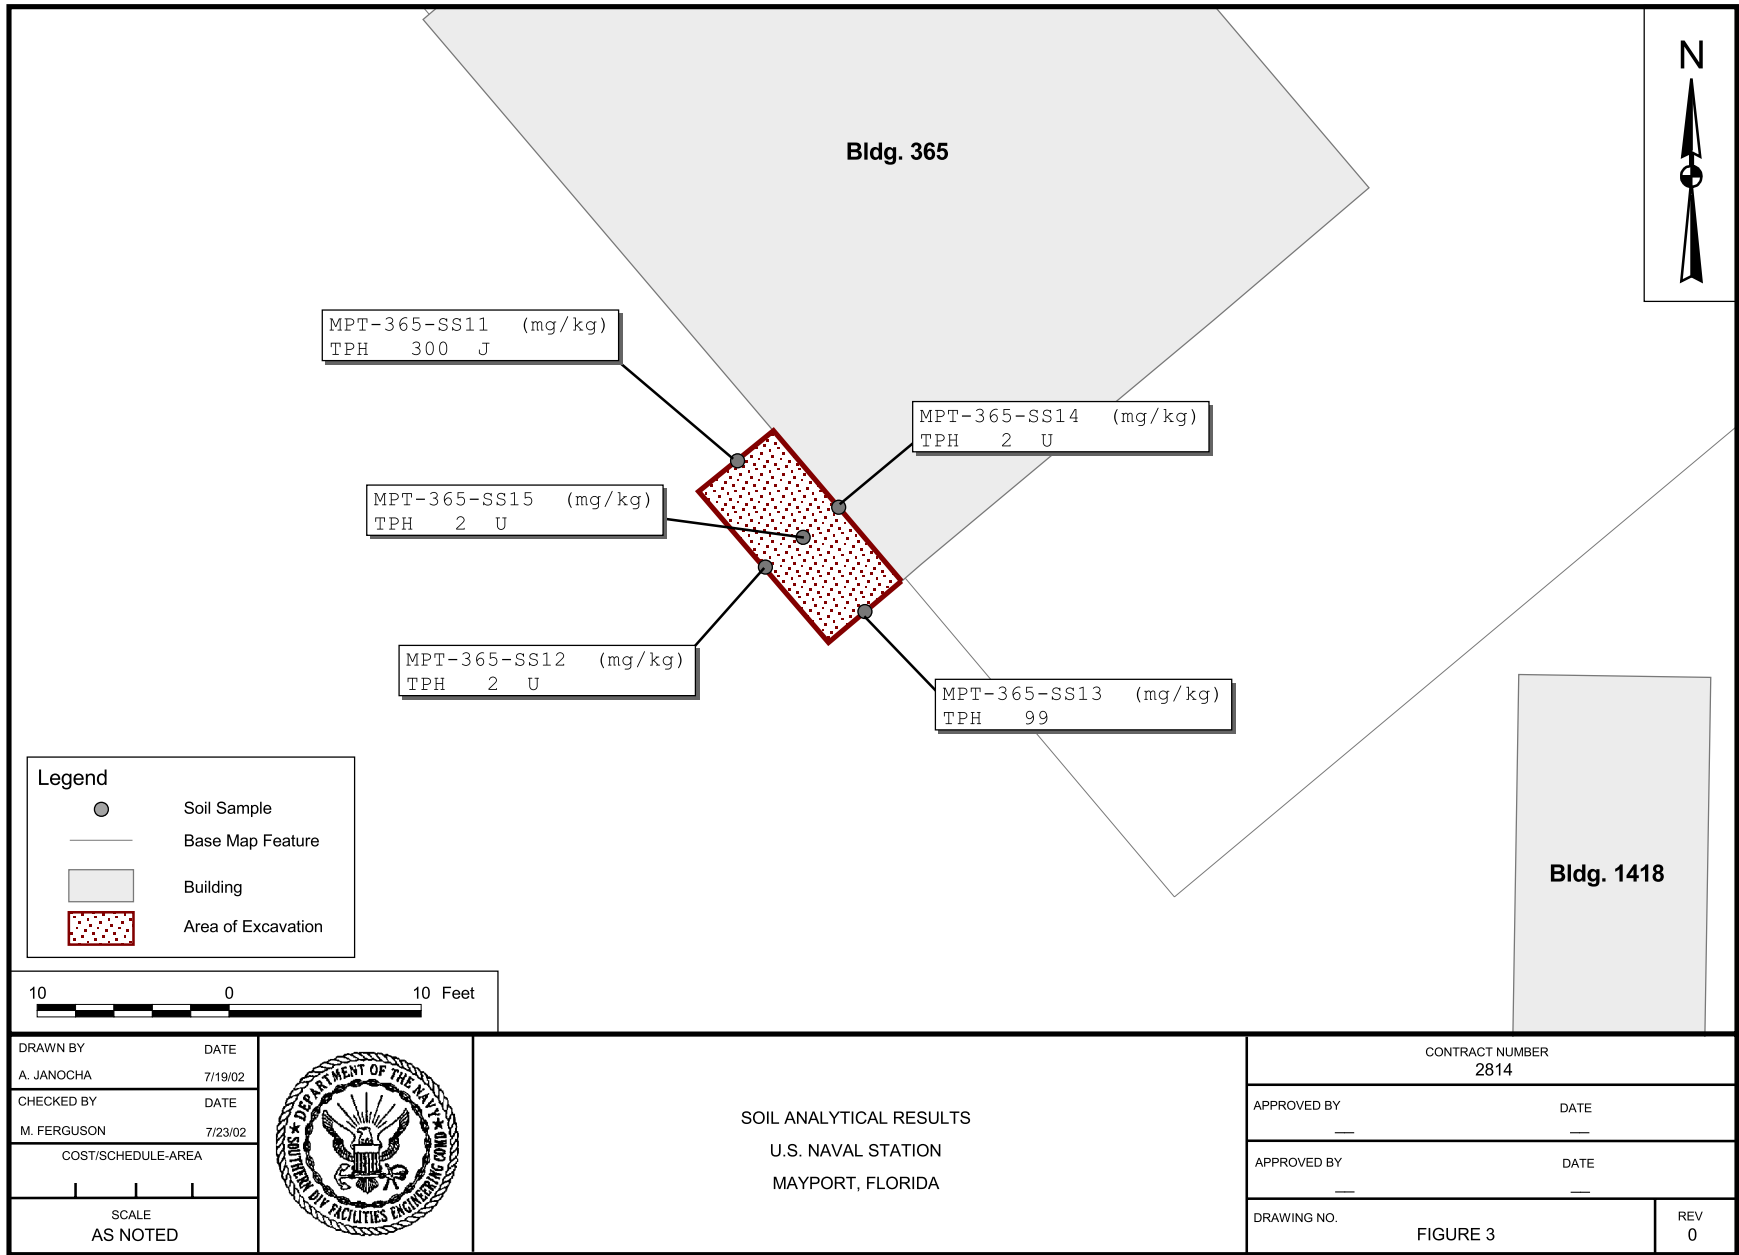 N
Bldg. 365
MPT-365-SS11 (mg/kg)
TPH 300 J
MPT-365-SS14 (mg/kg)
TPH 2 U
MPT-365-SS15 (mg/kg)
TPH 2 U
MPT-365-SS12 (mg/kg)
TPH 2 U
MPT-365-SS13 (mg/kg)
TPH 99
Bldg. 1418
Legend
Soil Sample
Base Map Feature
Building
Area of Excavation
10 0 10 Feet
DRAWN BY DATE
A. JANOCHA 7/19/02
CHECKED BY DATE
M. FERGUSON 7/23/02
COST/SCHEDULE-AREA
SCALE
AS NOTED
DEPARTMENT OF THE NAVY
SOUTHERN DIV FACILITIES ENGINEERING COMD
SOIL ANALYTICAL RESULTS
U.S. NAVAL STATION
MAYPORT, FLORIDA
CONTRACT NUMBER
2814
APPROVED BY DATE
__ __
APPROVED BY DATE
__ __
DRAWING NO.
FIGURE 3
REV
0